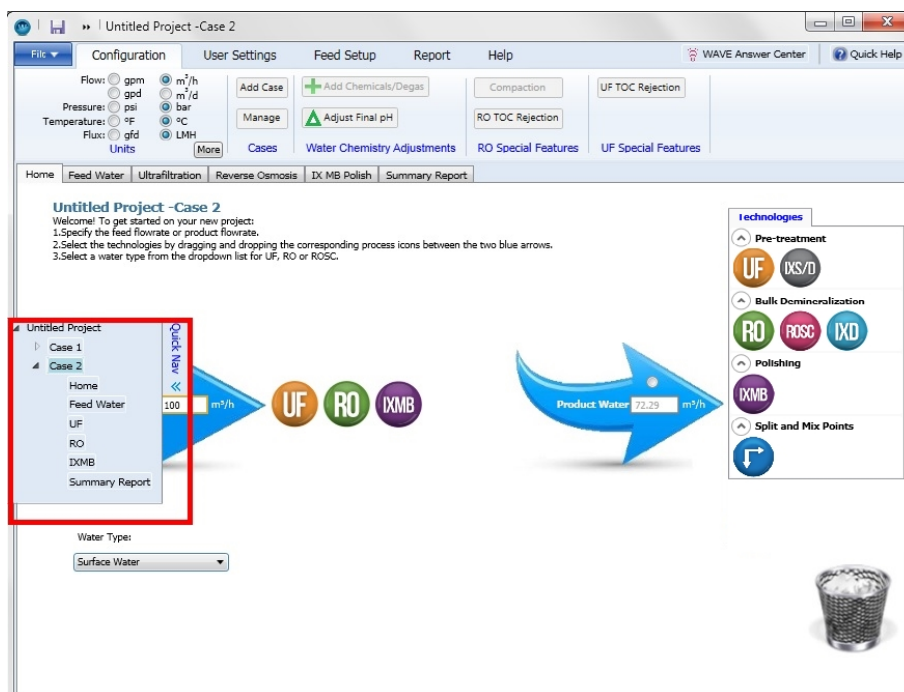 Untitled Project -Case 2
File Configuration User Settings Feed Setup Report Help WAVE Answer Center Quick Help
Flow: gpm m³/h
gpd m³/d
Pressure: psi bar
Temperature: °F °C
Flux: gfd LMH
Units More
Add Case
Manage
Cases
Add Chemicals/Degas
Adjust Final pH
Water Chemistry Adjustments
Compaction
RO TOC Rejection
RO Special Features
UF TOC Rejection
UF Special Features
Home Feed Water Ultrafiltration Reverse Osmosis IX MB Polish Summary Report
Untitled Project -Case 2
Welcome! To get started on your new project:
1.Specify the feed flowrate or product flowrate.
2.Select the technologies by dragging and dropping the corresponding process icons between the two blue arrows.
3.Select a water type from the dropdown list for UF, RO or ROSC.
Untitled Project
Case 1
Case 2
Home
Feed Water
UF
RO
IXMB
Summary Report
Quick Nav
100 m³/h
UF RO IXMB
Product Water 72.29 m³/h
Technologies
Pre-treatment
UF IXS/D
Bulk Demineralization
RO ROSC IXD
Polishing
IXMB
Split and Mix Points
Water Type:
Surface Water